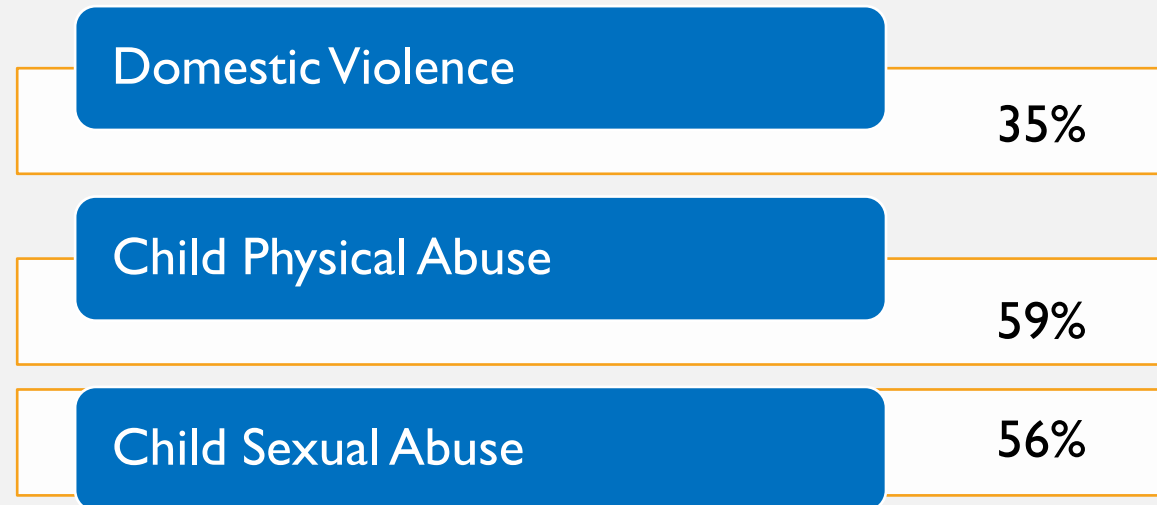 Domestic Violence
35%
Child Physical Abuse
59%
Child Sexual Abuse
56%